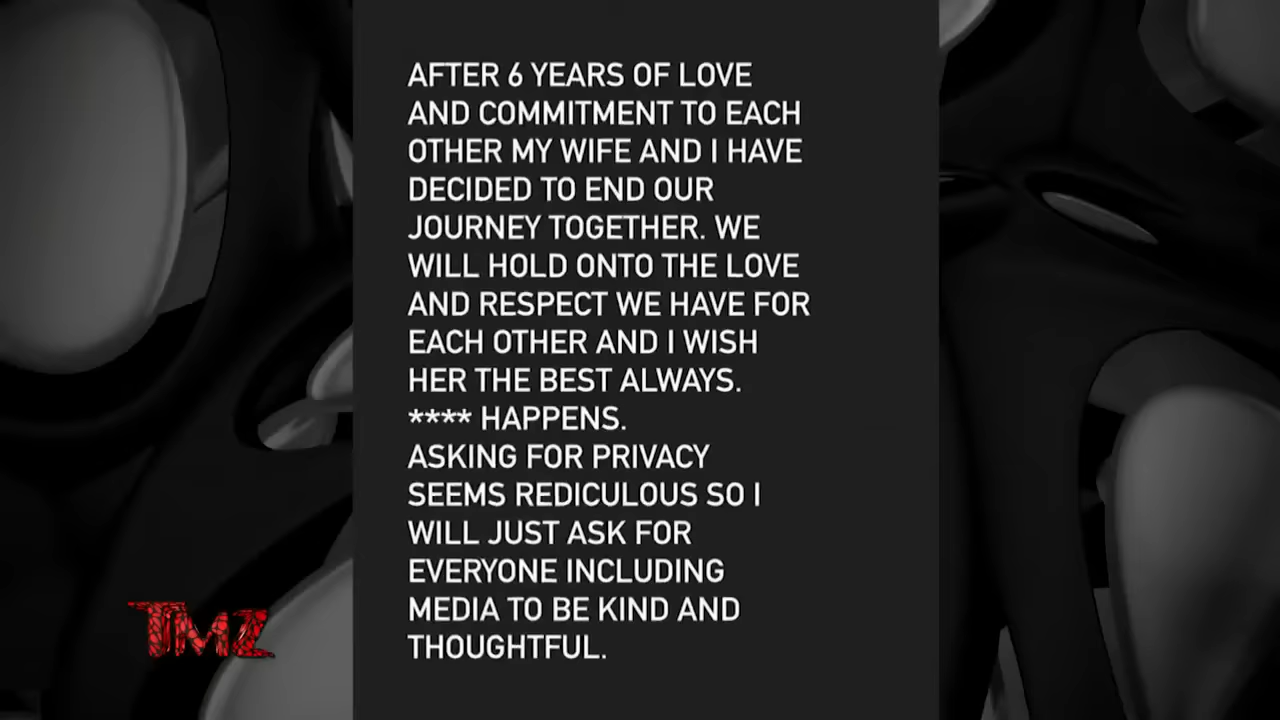 AFTER 6 YEARS OF LOVE
AND COMMITMENT TO EACH
OTHER MY WIFE AND I HAVE
DECIDED TO END OUR
JOURNEY TOGETHER. WE
WILL HOLD ONTO THE LOVE
AND RESPECT WE HAVE FOR
EACH OTHER AND I WISH
HER THE BEST ALWAYS.
**** HAPPENS.
ASKING FOR PRIVACY
SEEMS REDICULOUS SO I
WILL JUST ASK FOR
EVERYONE INCLUDING
MEDIA TO BE KIND AND
THOUGHTFUL.
TMZ